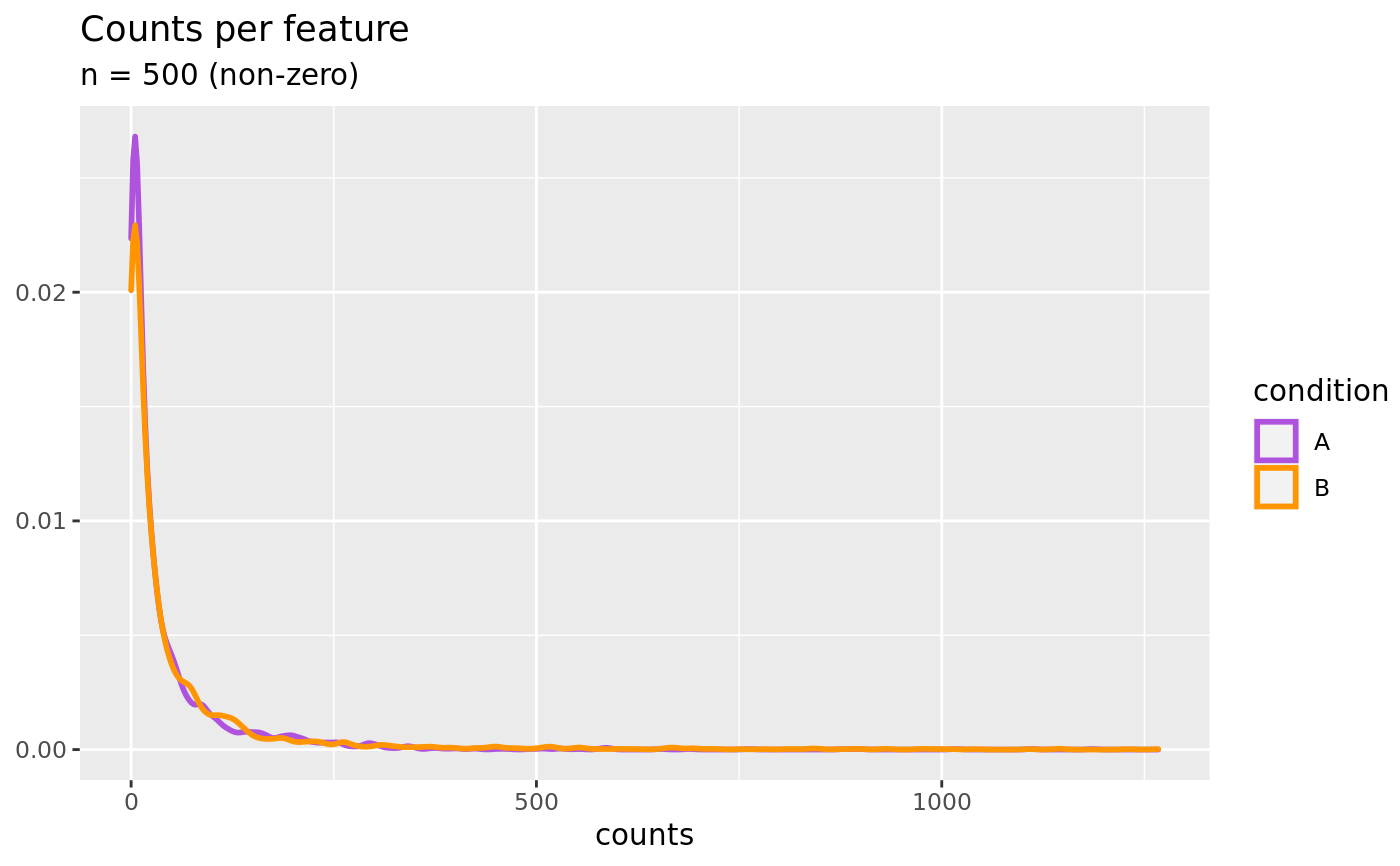 Counts per feature
n = 500 (non-zero)
0.02
0.01
0.00
0
500
1000
counts
condition
A
B